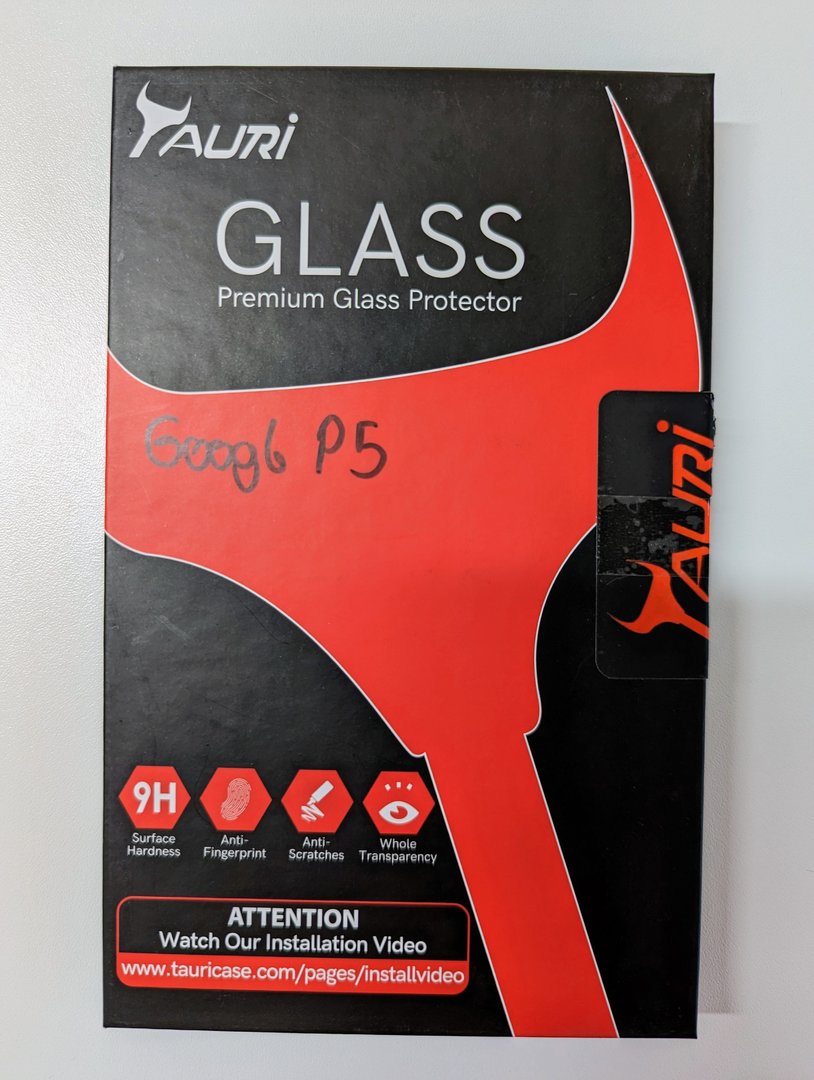 TAURI
GLASS
Premium Glass Protector
Googl P5
TAURI
9H
Surface
Hardness
Anti-
Fingerprint
Anti-
Scratches
Whole
Transparency
ATTENTION
Watch Our Installation Video
www.tauricase.com/pages/installvideo